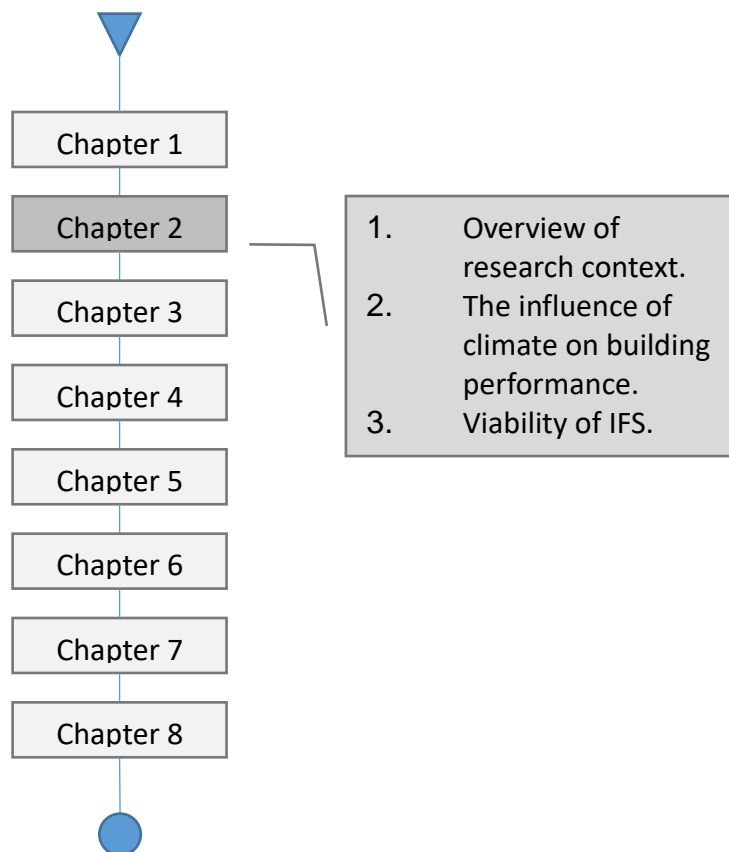 Chapter 1
Chapter 2
1. Overview of
research context.
2. The influence of
climate on building
performance.
3. Viability of IFS.
Chapter 3
Chapter 4
Chapter 5
Chapter 6
Chapter 7
Chapter 8